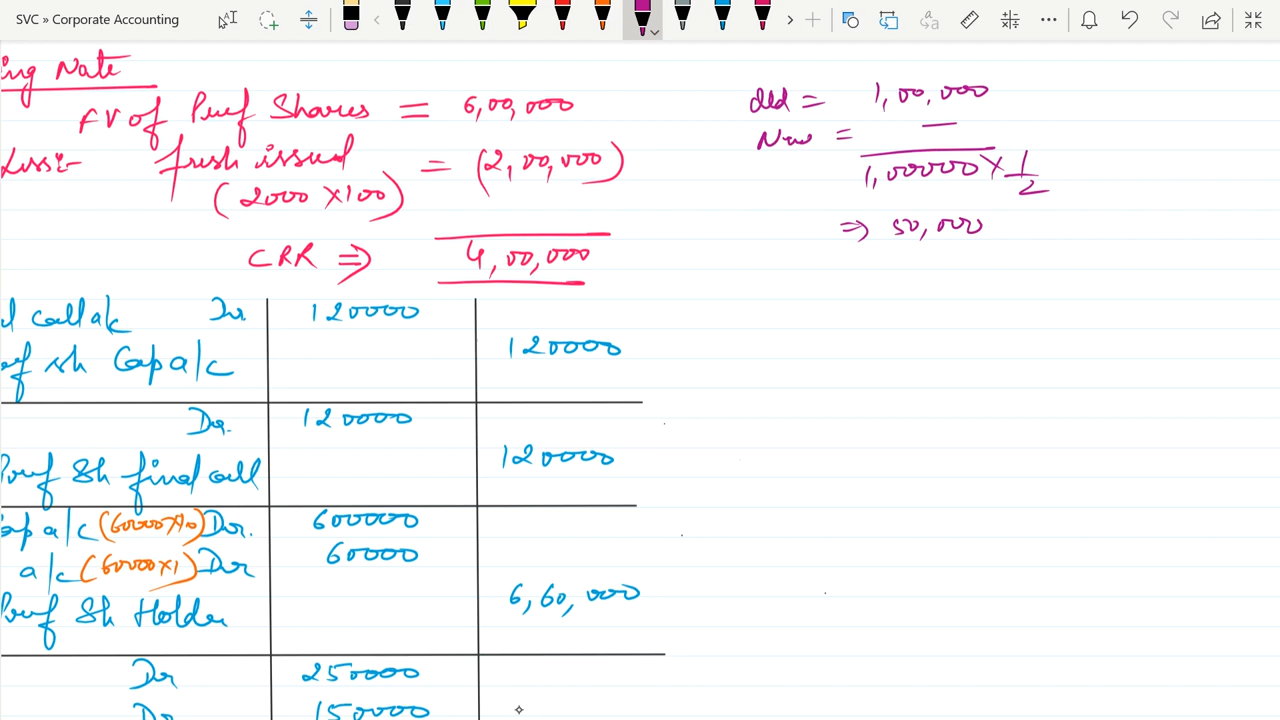 SVC » Corporate Accounting
ing Note
FV of Pref Shares = 6,00,000
Less:- fresh issued = (2,00,000)
(2000 X100)
CRR ⇒ 4,00,000
Old = 1,00,000
New = —
1,00000 X 1/2
⇒ 50,000
l call a/c Dr 120000
ef sh Cap a/c 120000
Dr. 120000
Pref Sh final call 120000
ap a/c (60000X10) Dr. 600000
a/c (60000X1) Dr 60000
Pref Sh Holder 6,60,000
Dr 250000
Dr 150000